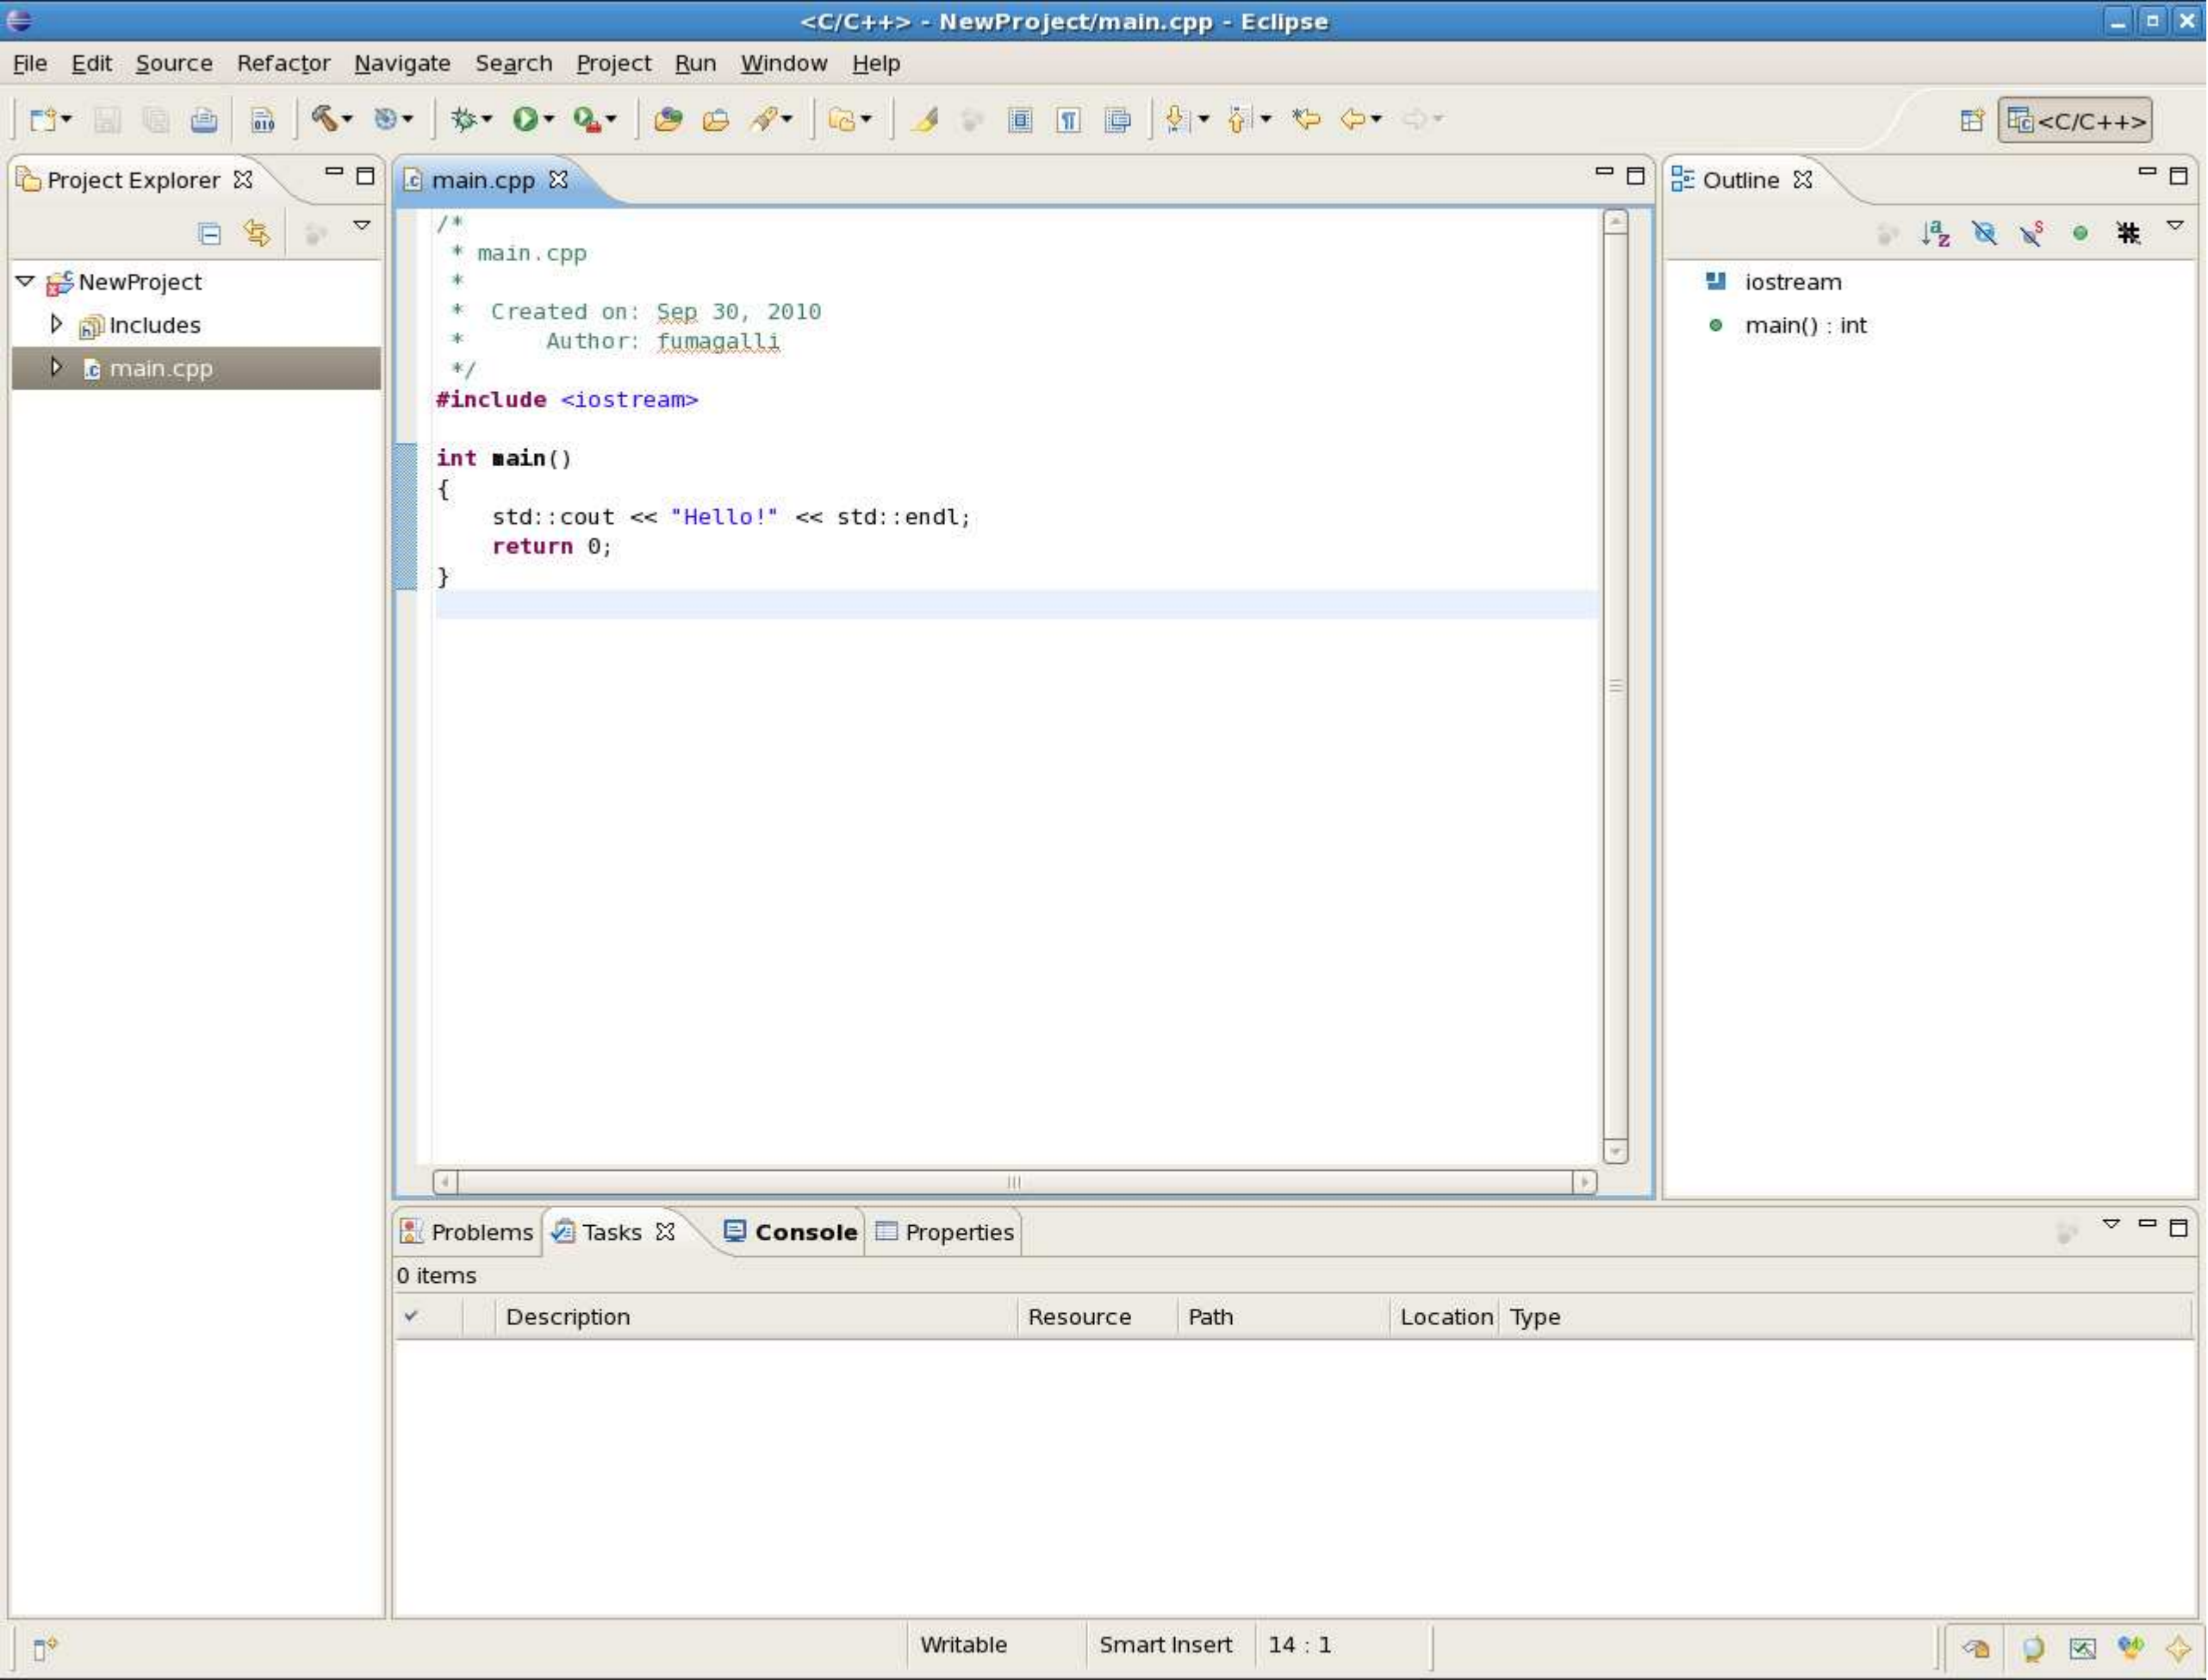 <C/C++> - NewProject/main.cpp - Eclipse
File Edit Source Refactor Navigate Search Project Run Window Help
010
<C/C++>
Project Explorer
NewProject
Includes
main.cpp
main.cpp
/*
* main.cpp
*
* Created on: Sep 30, 2010
* Author: fumagalli
*/
#include <iostream>
int main()
{
std::cout << "Hello!" << std::endl;
return 0;
}
Outline
iostream
main() : int
Problems Tasks Console Properties
0 items
Description Resource Path Location Type
Writable Smart Insert 14 : 1